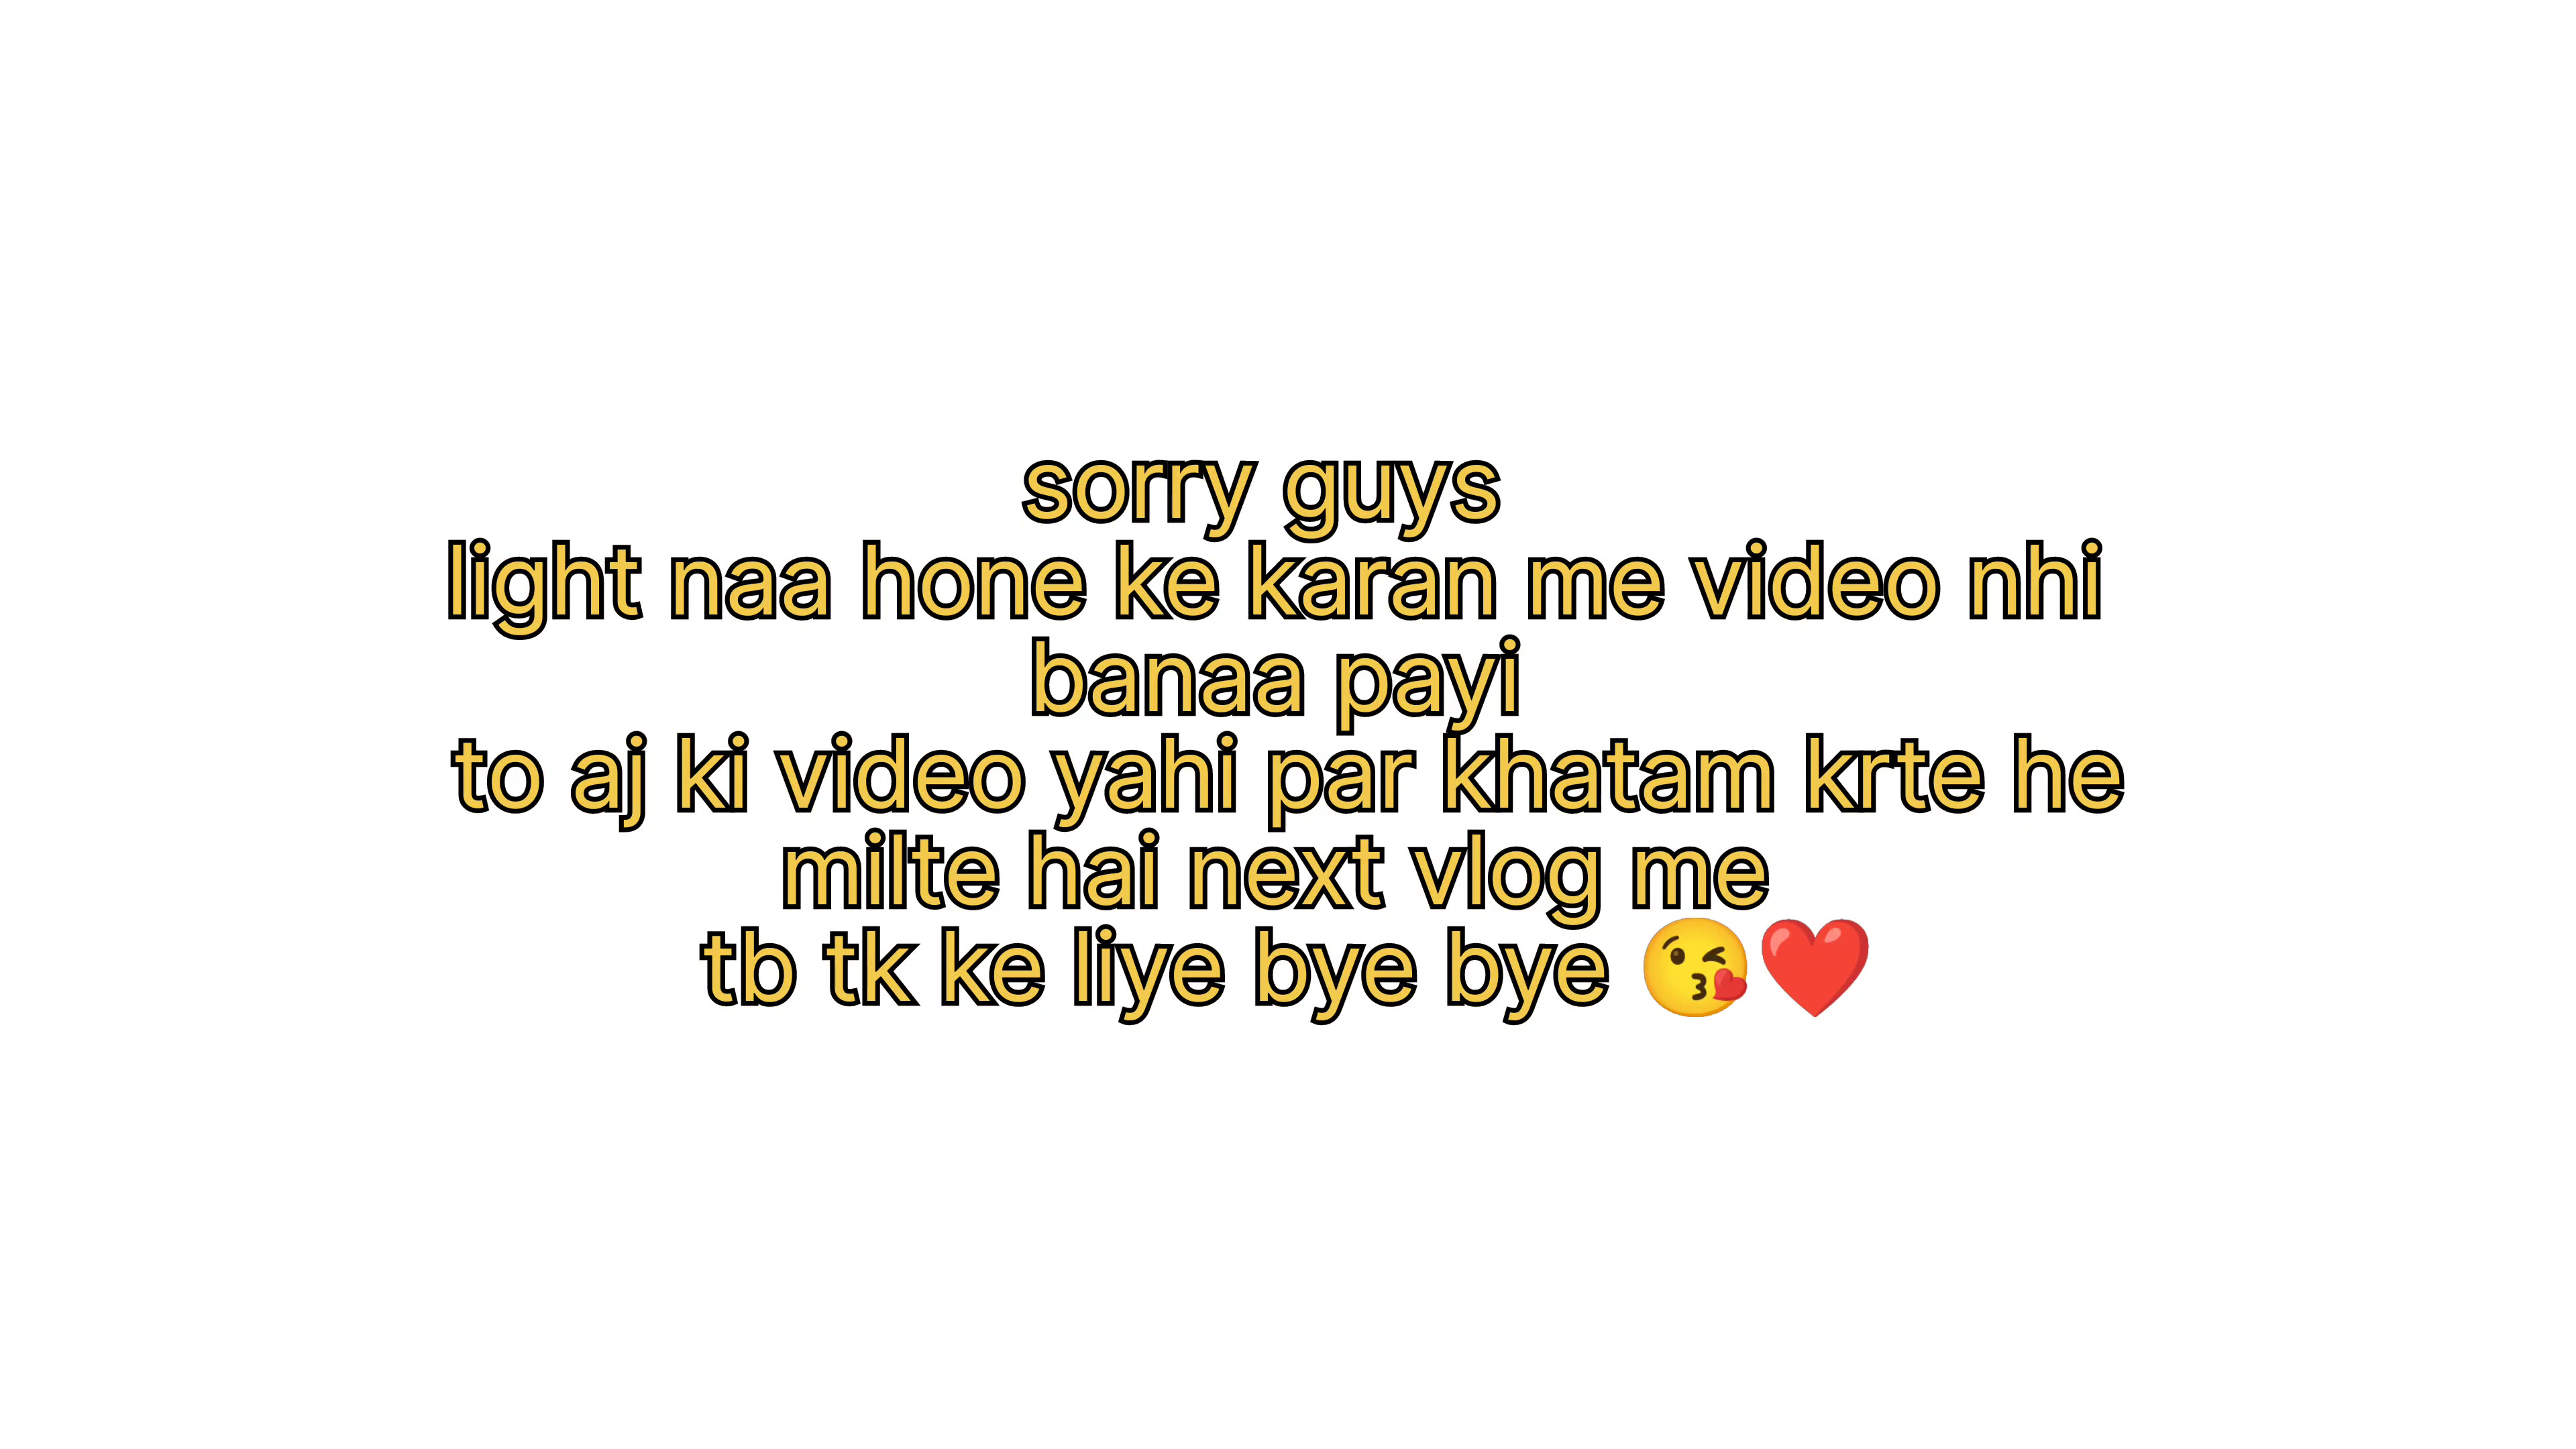 sorry guys
light naa hone ke karan me video nhi
banaa payi
to aj ki video yahi par khatam krte he
milte hai next vlog me
tb tk ke liye bye bye 😘❤️